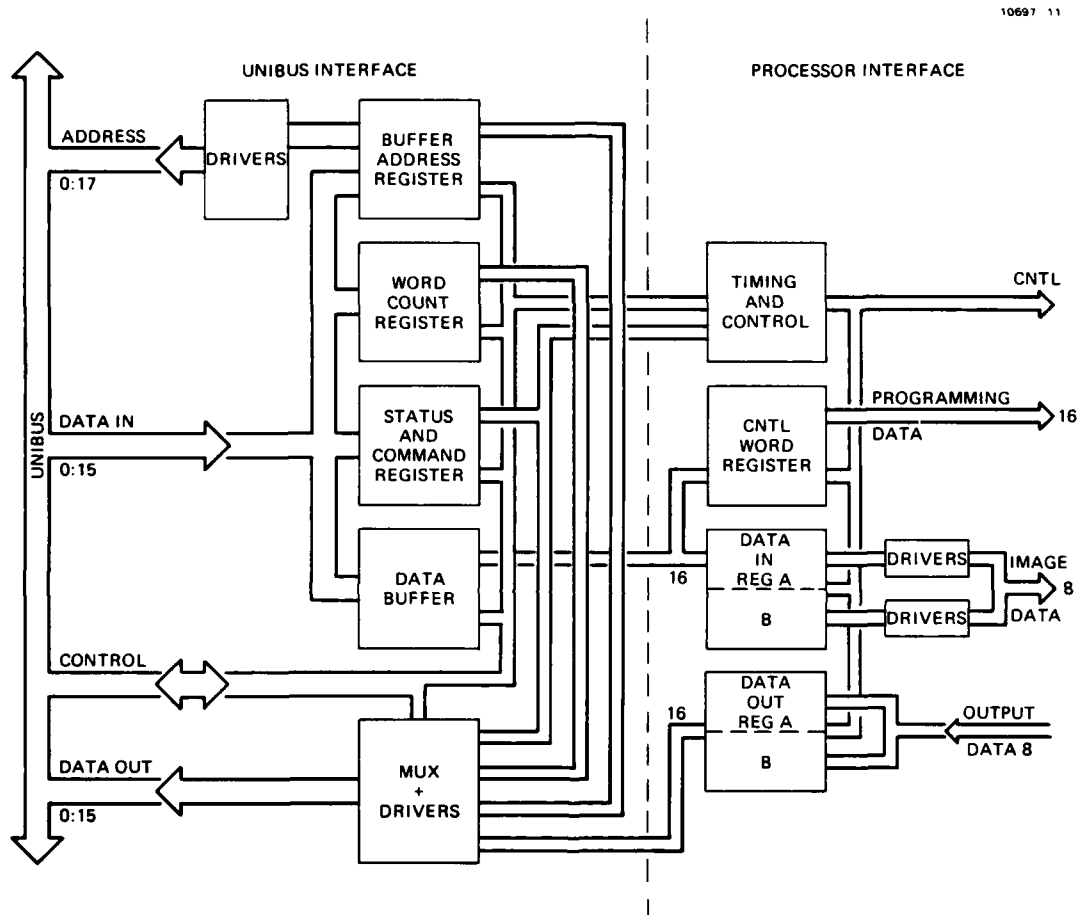 10697 11
UNIBUS INTERFACE
PROCESSOR INTERFACE
ADDRESS
0:17
DRIVERS
BUFFER
ADDRESS
REGISTER
WORD
COUNT
REGISTER
TIMING
AND
CONTROL
CNTL
UNIBUS
DATA IN
0:15
STATUS
AND
COMMAND
REGISTER
CNTL
WORD
REGISTER
PROGRAMMING
16
DATA
DATA
BUFFER
16
DATA
IN
REG A
B
DRIVERS
DRIVERS
IMAGE
8
DATA
CONTROL
DATA OUT
0:15
MUX
+
DRIVERS
16
DATA
OUT
REG A
B
OUTPUT
DATA 8